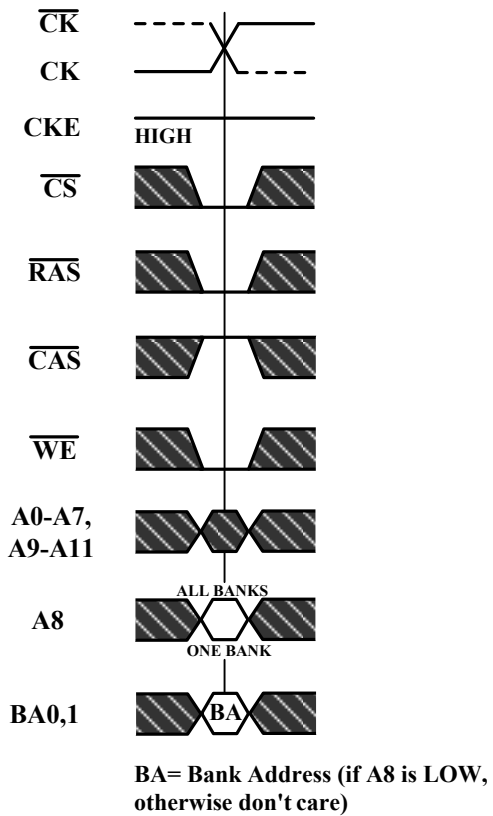 CK
CK
CKE
HIGH
CS
RAS
CAS
WE
A0-A7,
A9-A11
ALL BANKS
A8
ONE BANK
BA0,1
BA
BA= Bank Address (if A8 is LOW,
otherwise don't care)